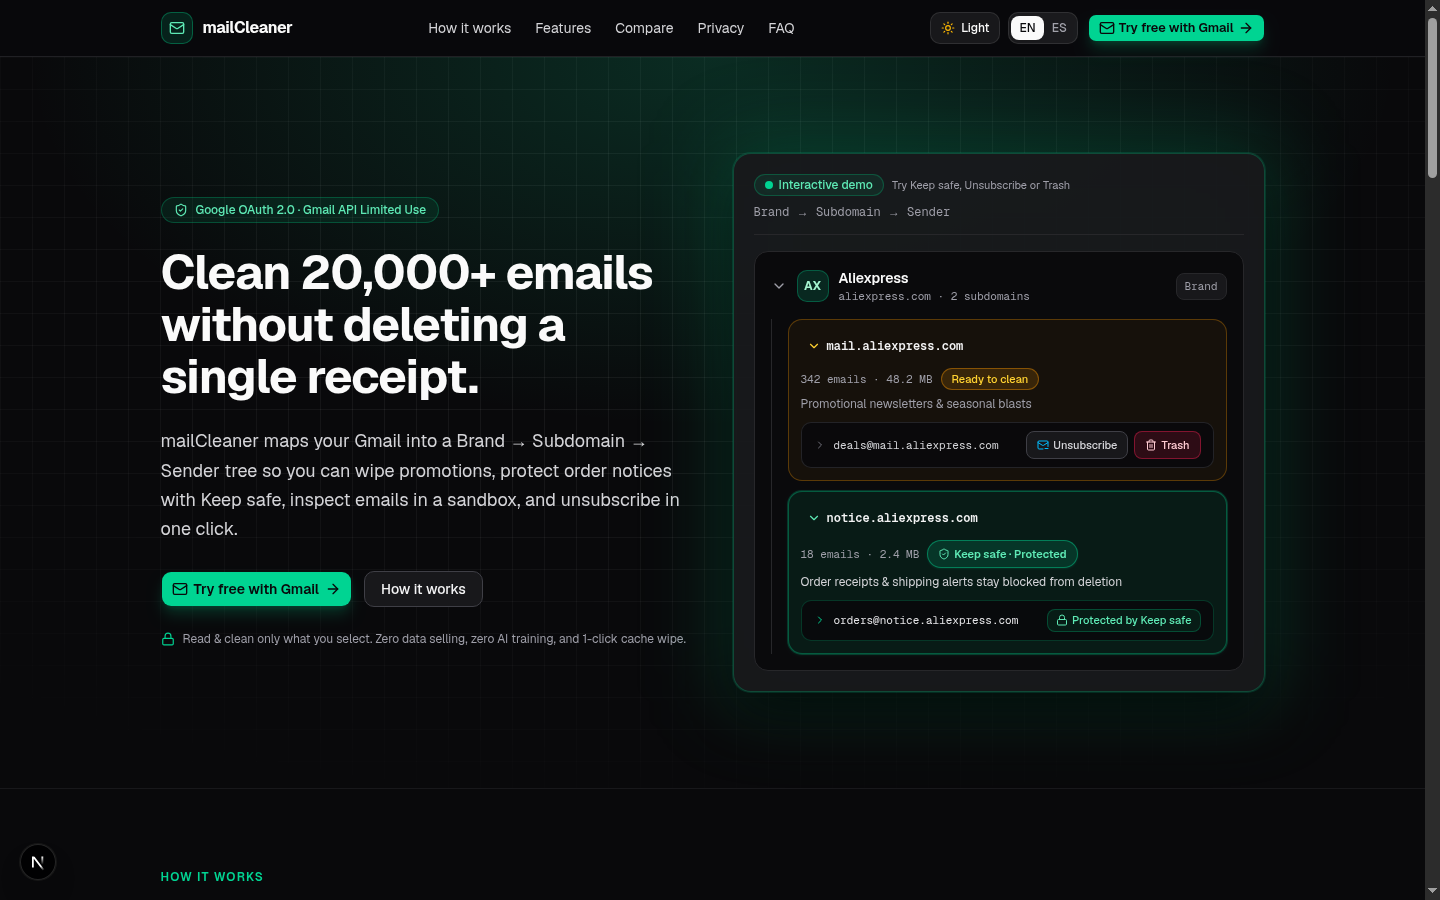 mailCleaner
How it works Features Compare Privacy FAQ
Light EN ES Try free with Gmail →
Google OAuth 2.0 · Gmail API Limited Use
Clean 20,000+ emails
without deleting a
single receipt.
mailCleaner maps your Gmail into a Brand → Subdomain →
Sender tree so you can wipe promotions, protect order notices
with Keep safe, inspect emails in a sandbox, and unsubscribe in
one click.
Try free with Gmail → How it works
Read & clean only what you select. Zero data selling, zero AI training, and 1-click cache wipe.
Interactive demo Try Keep safe, Unsubscribe or Trash
Brand → Subdomain → Sender
AX Aliexpress
aliexpress.com · 2 subdomains
Brand
mail.aliexpress.com
342 emails · 48.2 MB Ready to clean
Promotional newsletters & seasonal blasts
deals@mail.aliexpress.com Unsubscribe Trash
notice.aliexpress.com
18 emails · 2.4 MB Keep safe · Protected
Order receipts & shipping alerts stay blocked from deletion
orders@notice.aliexpress.com Protected by Keep safe
N
HOW IT WORKS